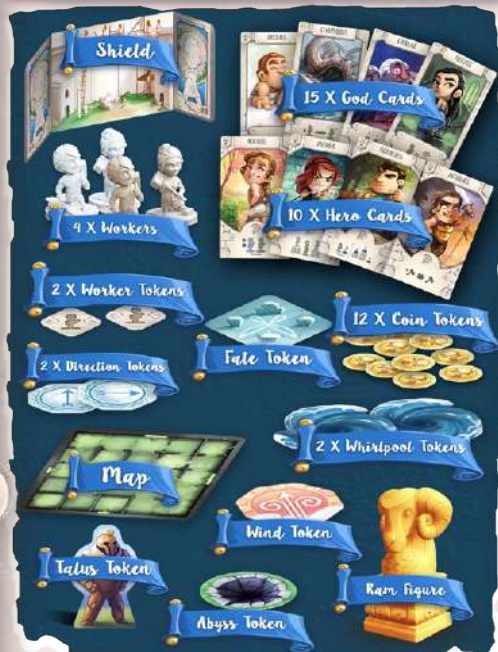 Shield
15 X God Cards
10 X Hero Cards
4 X Workers
2 X Worker Tokens
2 X Direction Tokens
Fate Token
12 X Coin Tokens
2 X Whirlpool Tokens
Map
Wind Token
Talus Token
Abyss Token
Ram Figure